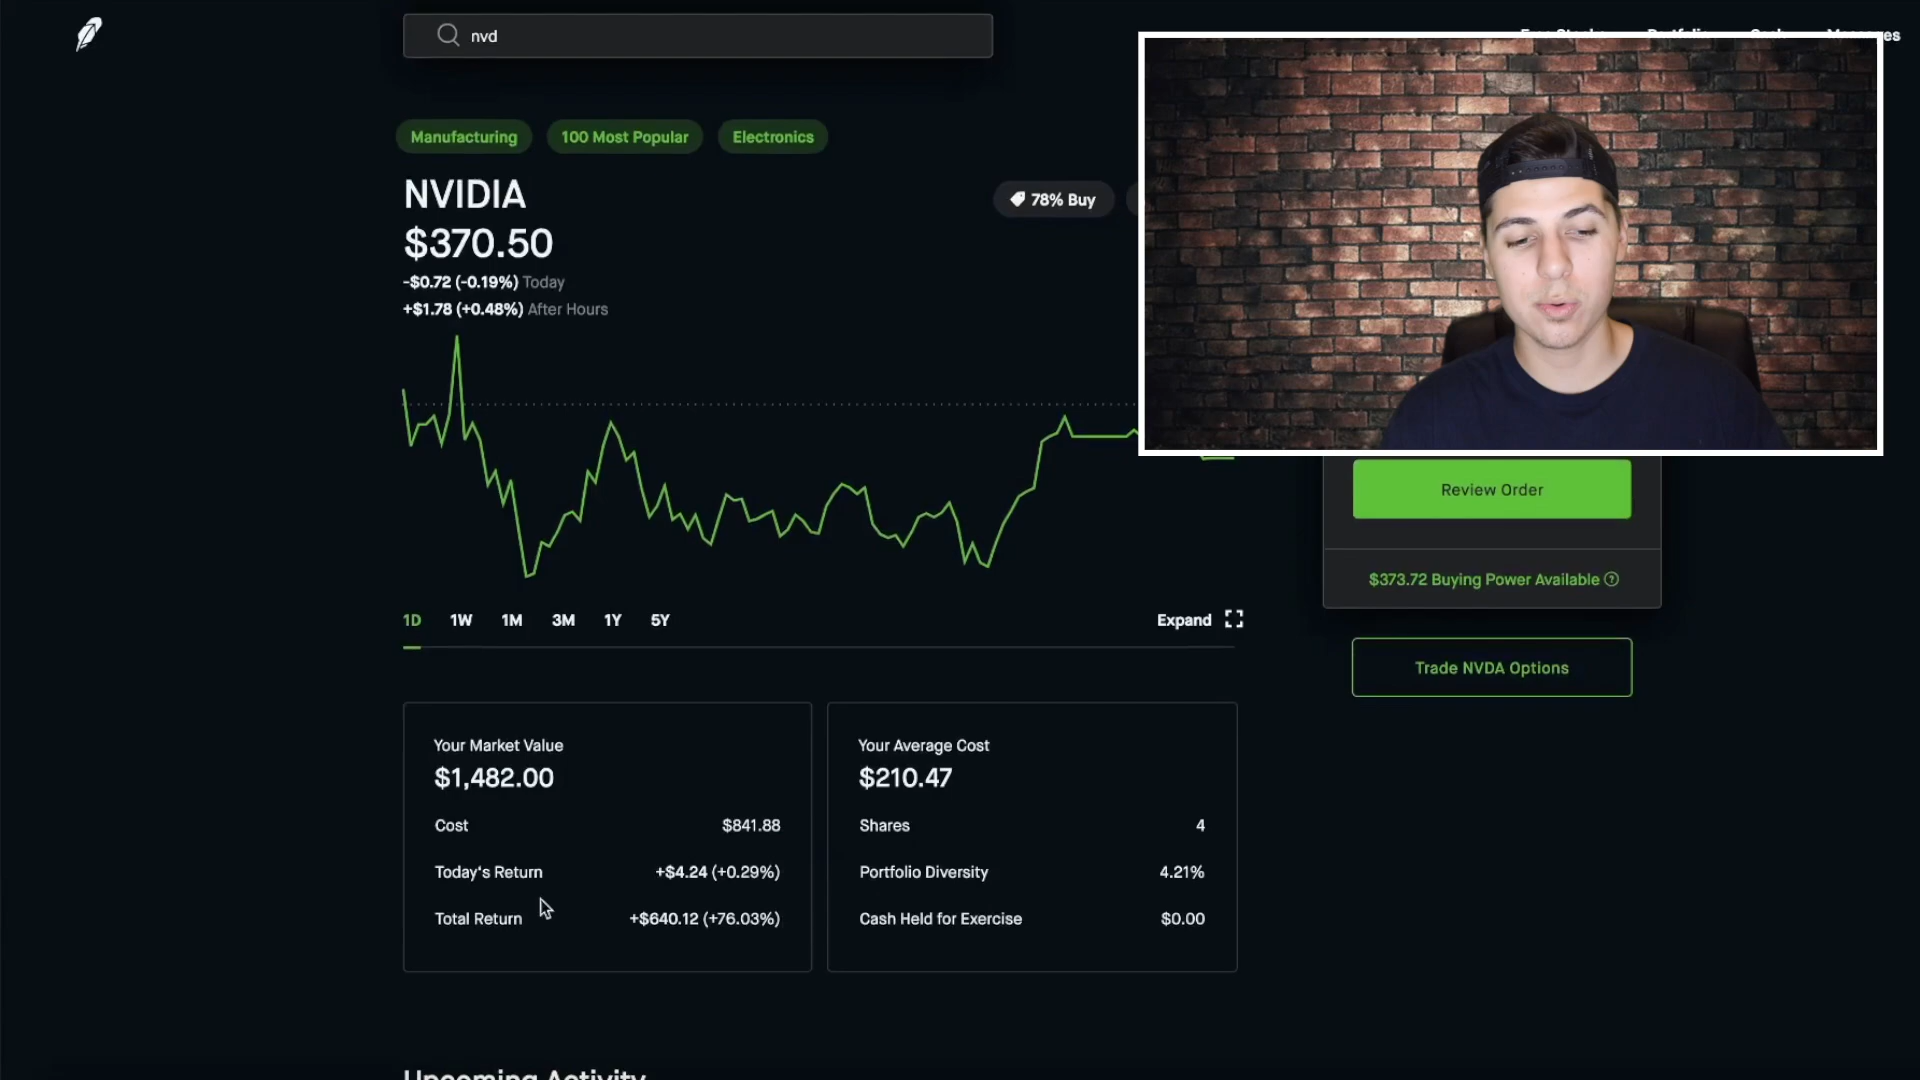 nvd
es
Manufacturing
100 Most Popular
Electronics
NVIDIA
78% Buy
$370.50
-$0.72 (-0.19%) Today
+$1.78 (+0.48%) After Hours
Review Order
$373.72 Buying Power Available
1D 1W 1M 3M 1Y 5Y
Expand
Trade NVDA Options
Your Market Value
$1,482.00
Cost $841.88
Today's Return +$4.24 (+0.29%)
Total Return +$640.12 (+76.03%)
Your Average Cost
$210.47
Shares 4
Portfolio Diversity 4.21%
Cash Held for Exercise $0.00
Upcoming Activity